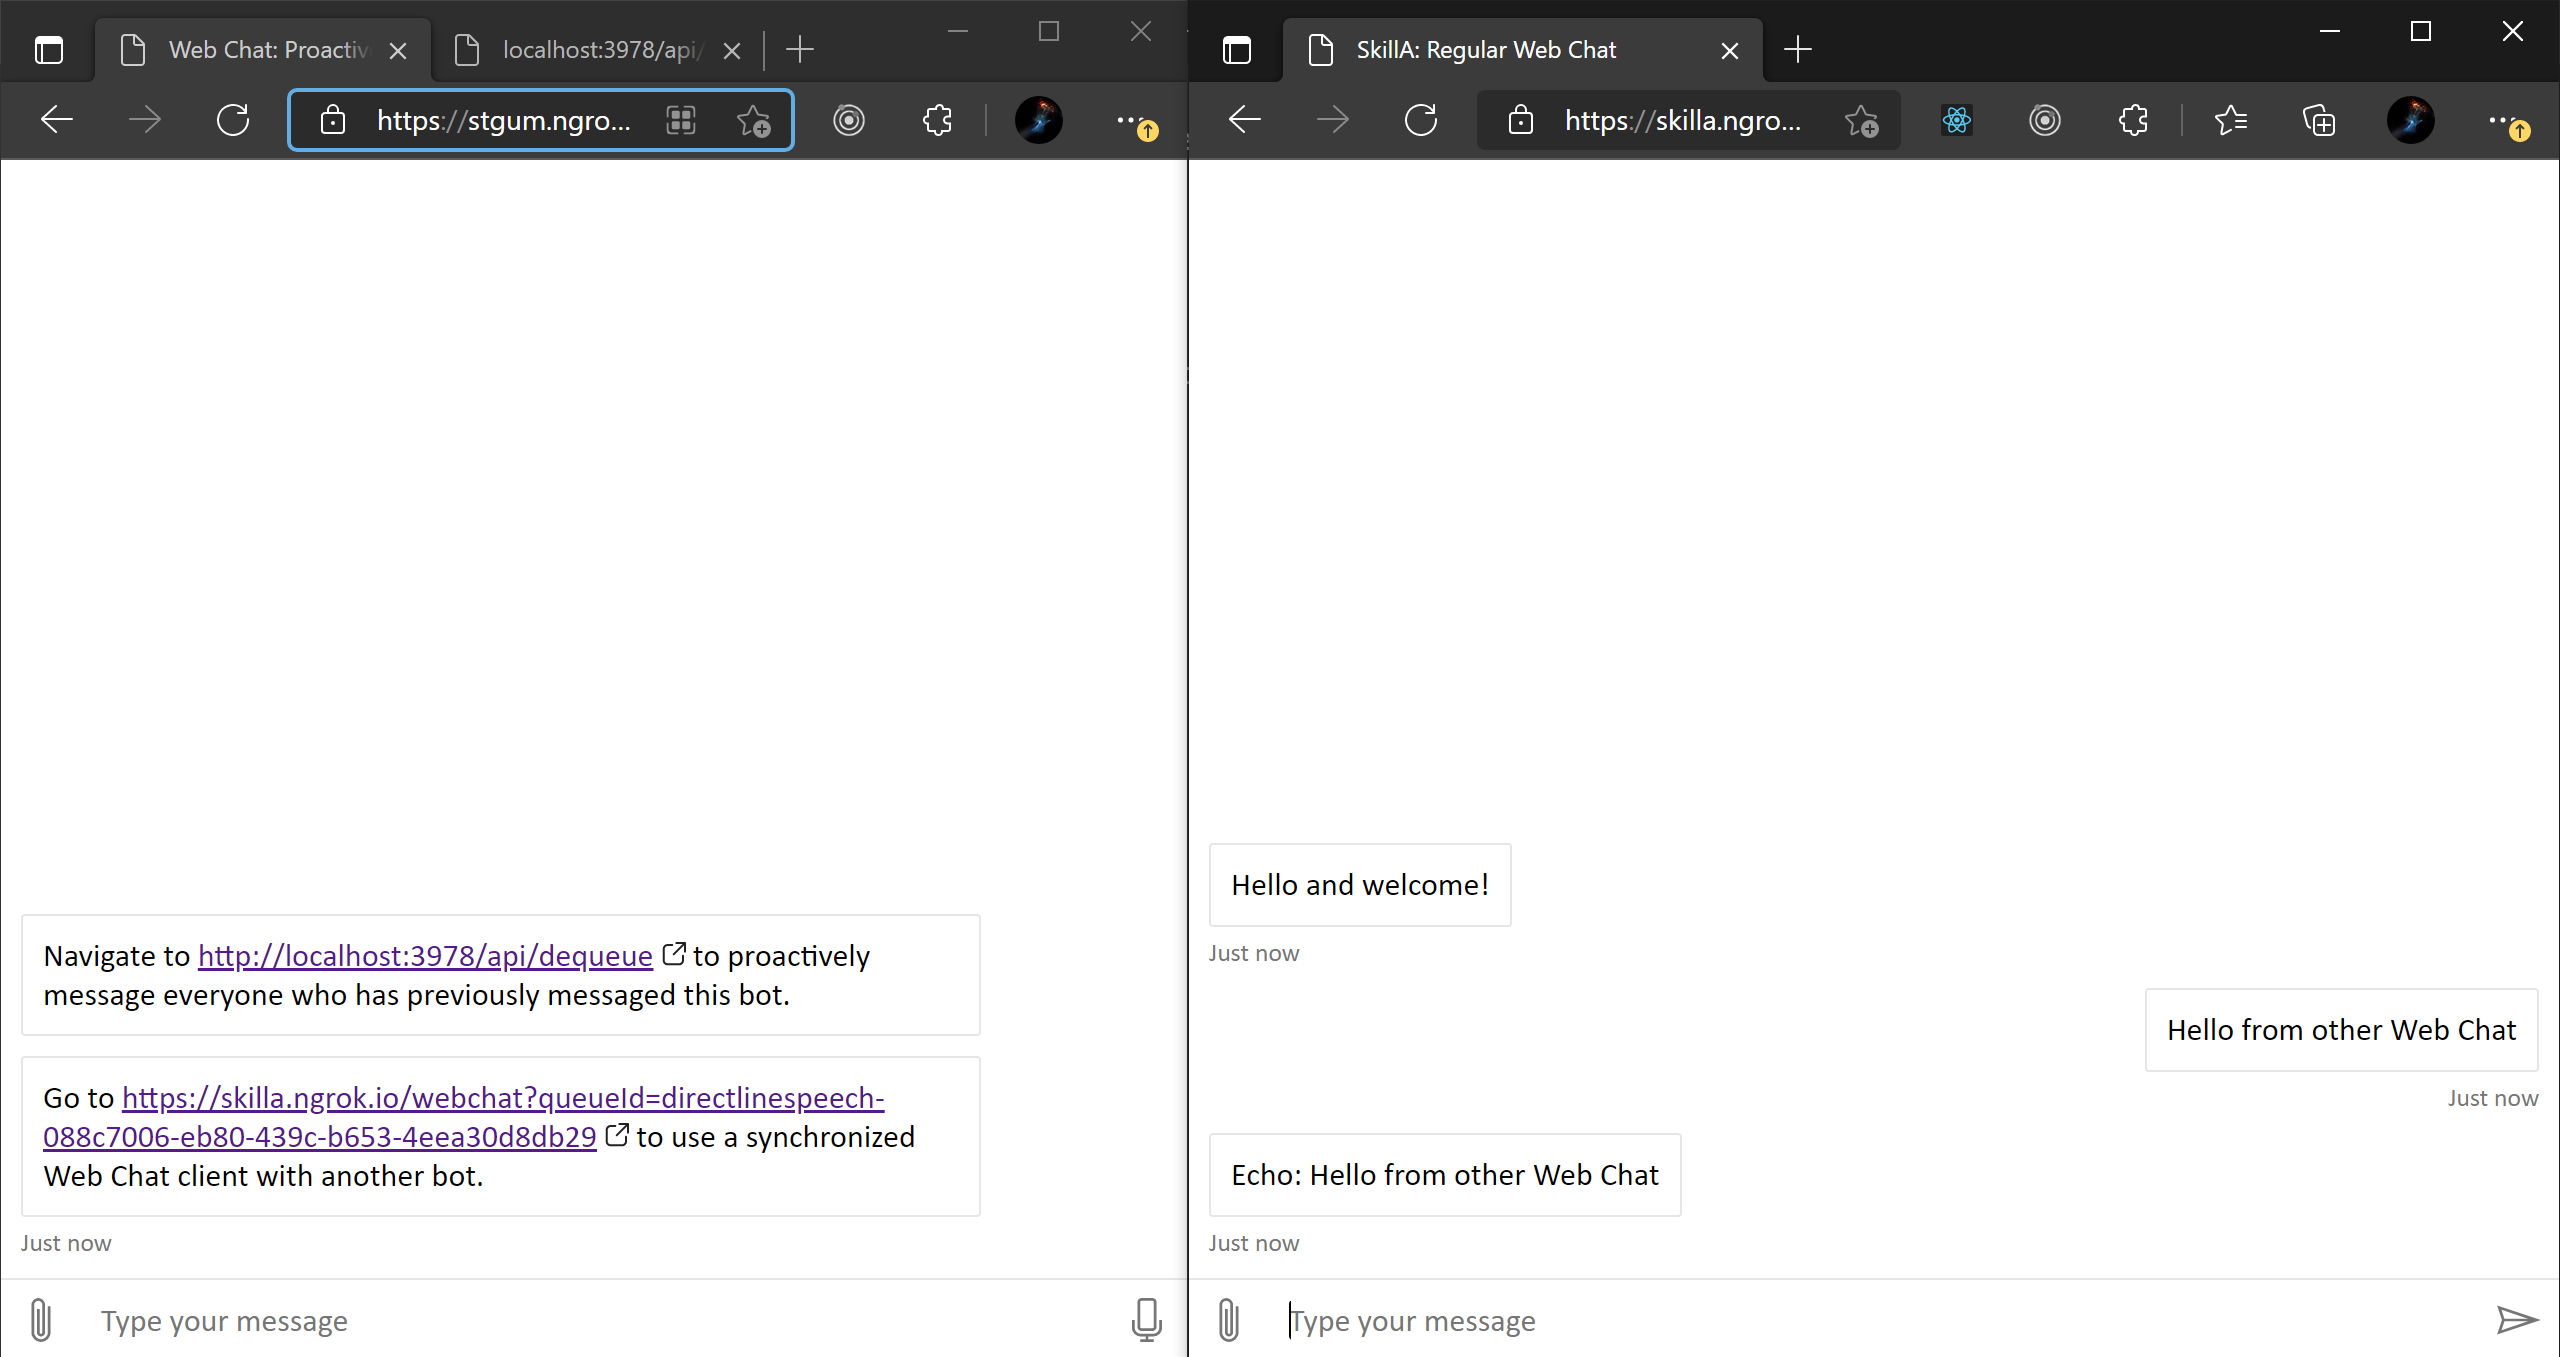 Web Chat: Proactiv
localhost:3978/api/
https://stgum.ngro...
Navigate to http://localhost:3978/api/dequeue to proactively
message everyone who has previously messaged this bot.
Go to https://skilla.ngrok.io/webchat?queueId=directlinespeech-
088c7006-eb80-439c-b653-4eea30d8db29 to use a synchronized
Web Chat client with another bot.
Just now
Type your message
SkillA: Regular Web Chat
https://skilla.ngro...
Hello and welcome!
Just now
Hello from other Web Chat
Just now
Echo: Hello from other Web Chat
Just now
Type your message